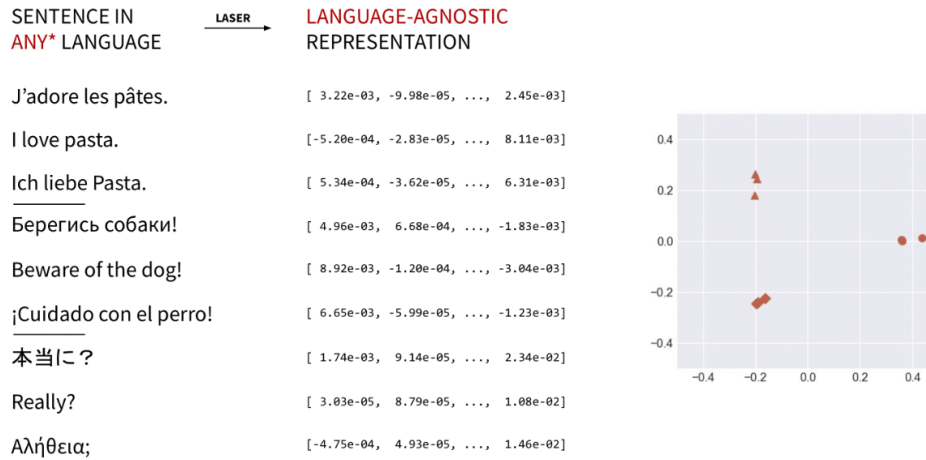 SENTENCE IN
ANY* LANGUAGE
LASER
LANGUAGE-AGNOSTIC
REPRESENTATION
J’adore les pâtes.
[ 3.22e-03, -9.98e-05, ..., 2.45e-03]
I love pasta.
[-5.20e-04, -2.83e-05, ..., 8.11e-03]
Ich liebe Pasta.
[ 5.34e-04, -3.62e-05, ..., 6.31e-03]
Берегись собаки!
[ 4.96e-03, 6.68e-04, ..., -1.83e-03]
Beware of the dog!
[ 8.92e-03, -1.20e-04, ..., -3.04e-03]
¡Cuidado con el perro!
[ 6.65e-03, -5.99e-05, ..., -1.23e-03]
本当に？
[ 1.74e-03, 9.14e-05, ..., 2.34e-02]
Really?
[ 3.03e-05, 8.79e-05, ..., 1.08e-02]
Αλήθεια;
[-4.75e-04, 4.93e-05, ..., 1.46e-02]
0.4
0.2
0.0
−0.2
−0.4
−0.4 −0.2 0.0 0.2 0.4